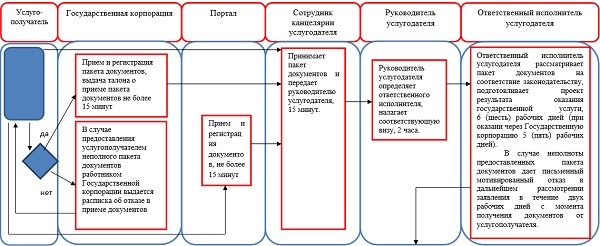 Услуго-
получатель
Государственная корпорация
Портал
Сотрудник
канцелярии
услугодателя
Руководитель
услугодателя
Ответственный исполнитель
услугодателя
да
нет
Прием и регистрация
пакета документов,
выдача талона о
приеме пакета
документов не более
15 минут
В случае
предоставления
услугополучателем
неполного пакета
документов
работником
Государственной
корпорации выдается
расписка об отказе в
приеме документов
Прием и
регистрац
ия
документо
в, не более
15 минут
Принимает
пакет
документов и
передает
руководителю
услугодателя,
15 минут.
Руководитель
услугодателя
определяет
ответственного
исполнителя,
налагает
соответствующую
визу, 2 часа.
Ответственный исполнитель
услугодателя рассматривает
пакет документов на
соответствие законодательству,
подготовливает проект
результата оказания
государственной услуги,
6 (шесть) рабочих дней (при
оказании через Государственную
корпорацию 5 (пять) рабочих
дней).
В случае неполноты
предоставленных пакета
документов дает письменный
мотивированный отказ в
дальнейшем рассмотрении
заявления в течение двух
рабочих дней с момента
получения документов от
услугополучателя.